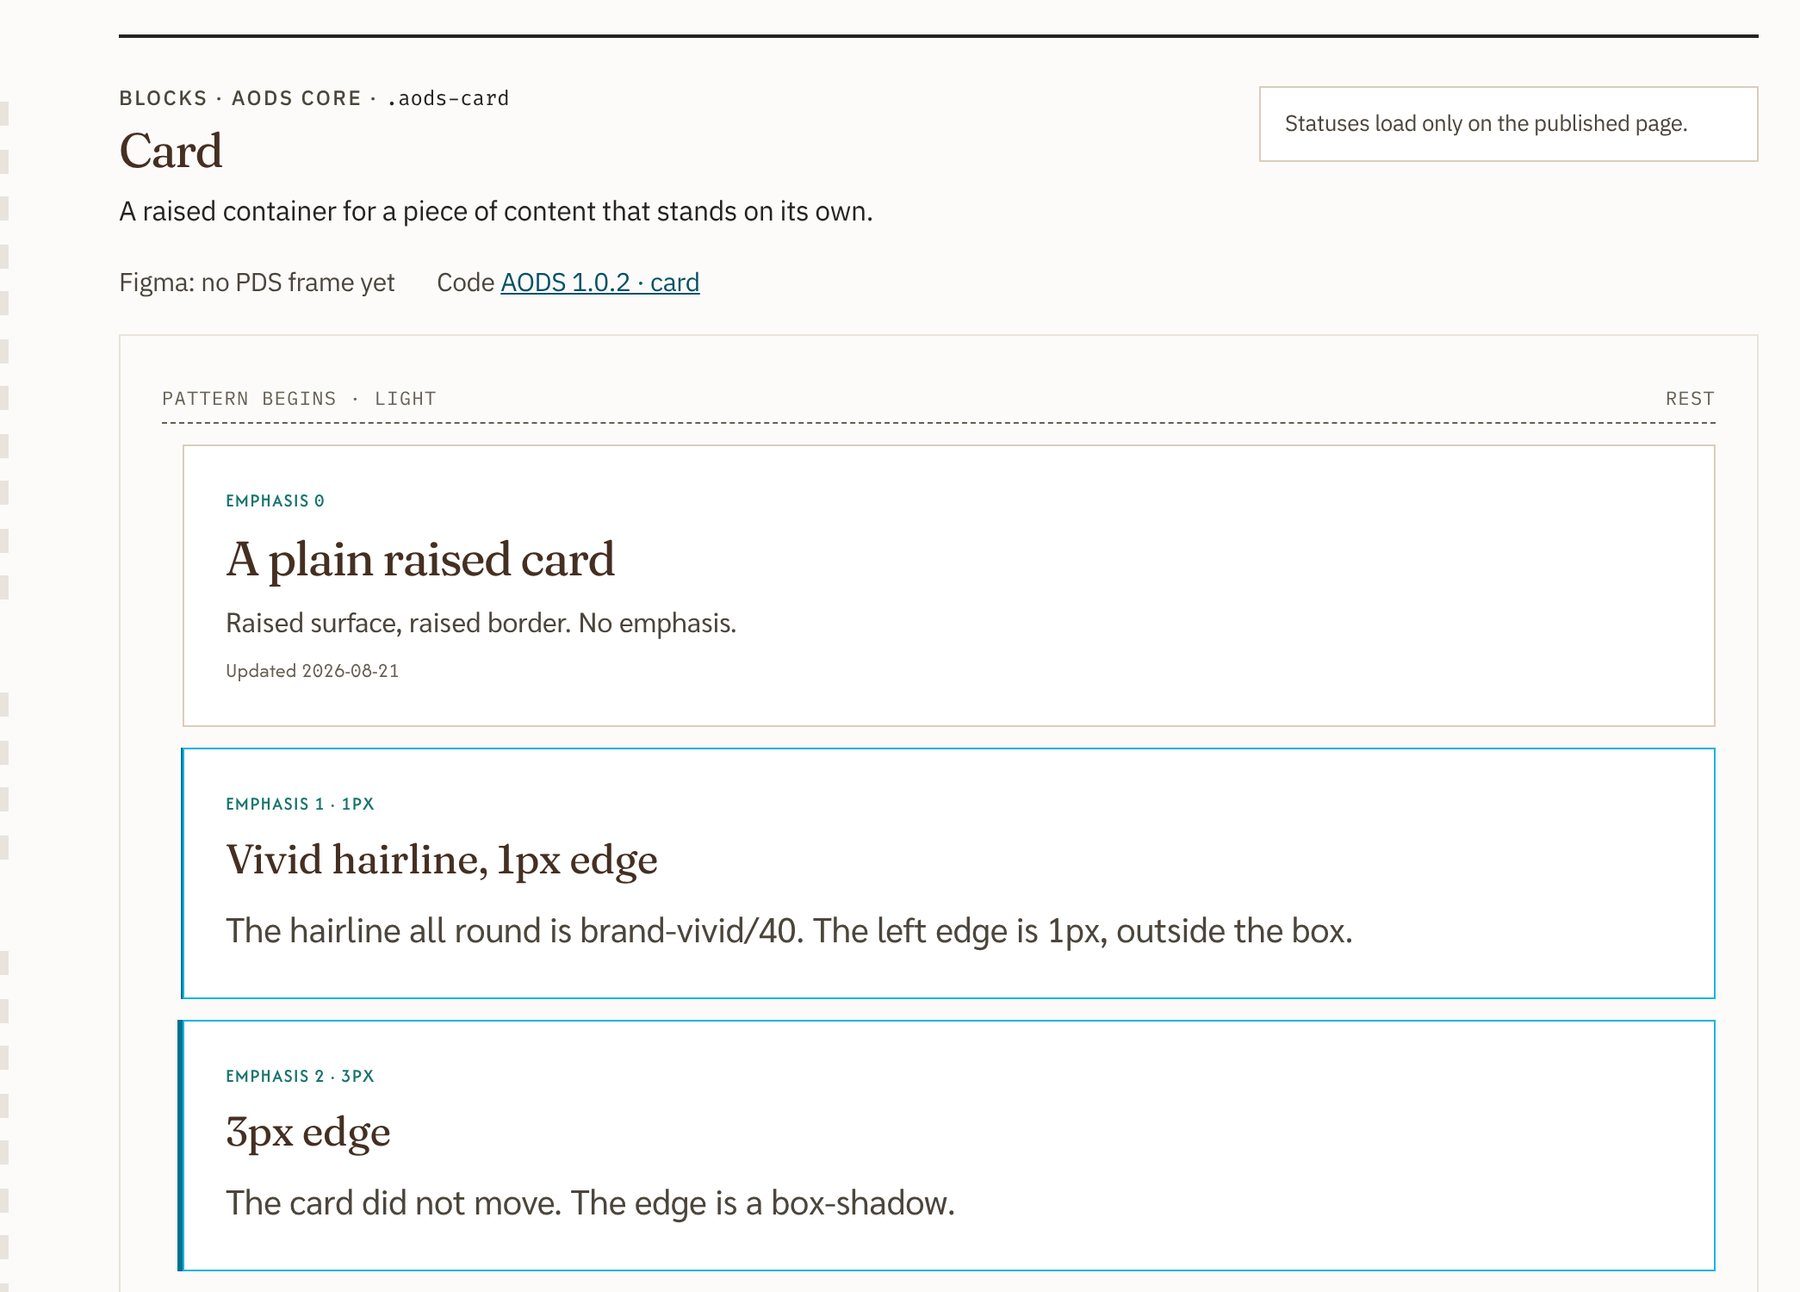 BLOCKS · AODS CORE · .aods-card
Statuses load only on the published page.
Card
A raised container for a piece of content that stands on its own.
Figma: no PDS frame yet Code AODS 1.0.2 · card
PATTERN BEGINS · LIGHT REST
EMPHASIS 0
A plain raised card
Raised surface, raised border. No emphasis.
Updated 2026-08-21
EMPHASIS 1 · 1PX
Vivid hairline, 1px edge
The hairline all round is brand-vivid/40. The left edge is 1px, outside the box.
EMPHASIS 2 · 3PX
3px edge
The card did not move. The edge is a box-shadow.